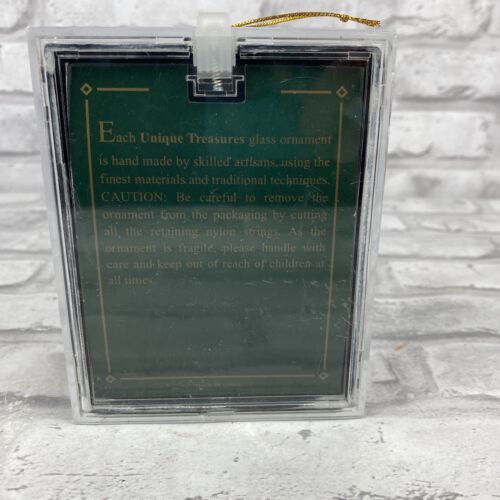 Each Unique Treasures glass ornament
is hand made by skilled artisans, using the
finest materials and traditional techniques.
CAUTION: Be careful to remove the
ornament from the packaging by cutting
all the retaining nylon strings. As the
ornament is fragile, please handle with
care and keep out of reach of children at
all times.